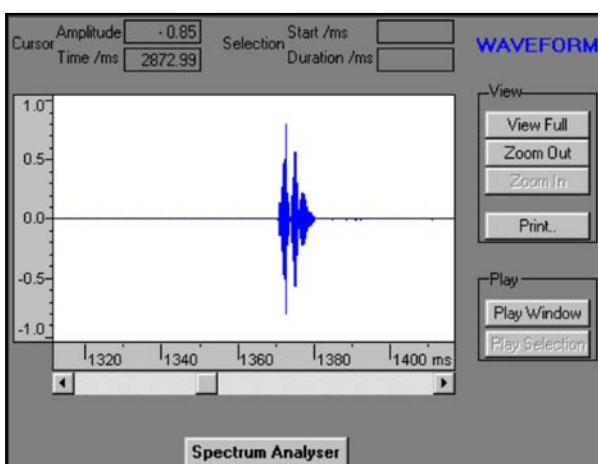 Cursor Amplitude - 0.85 Selection Start /ms
Time /ms 2872.99 Duration /ms
WAVEFORM
View
View Full
Zoom Out
Zoom In
Print..
Play
Play Window
Play Selection
1.0
0.5
0.0
-0.5
-1.0
1320 1340 1360 1380 1400 ms
Spectrum Analyser